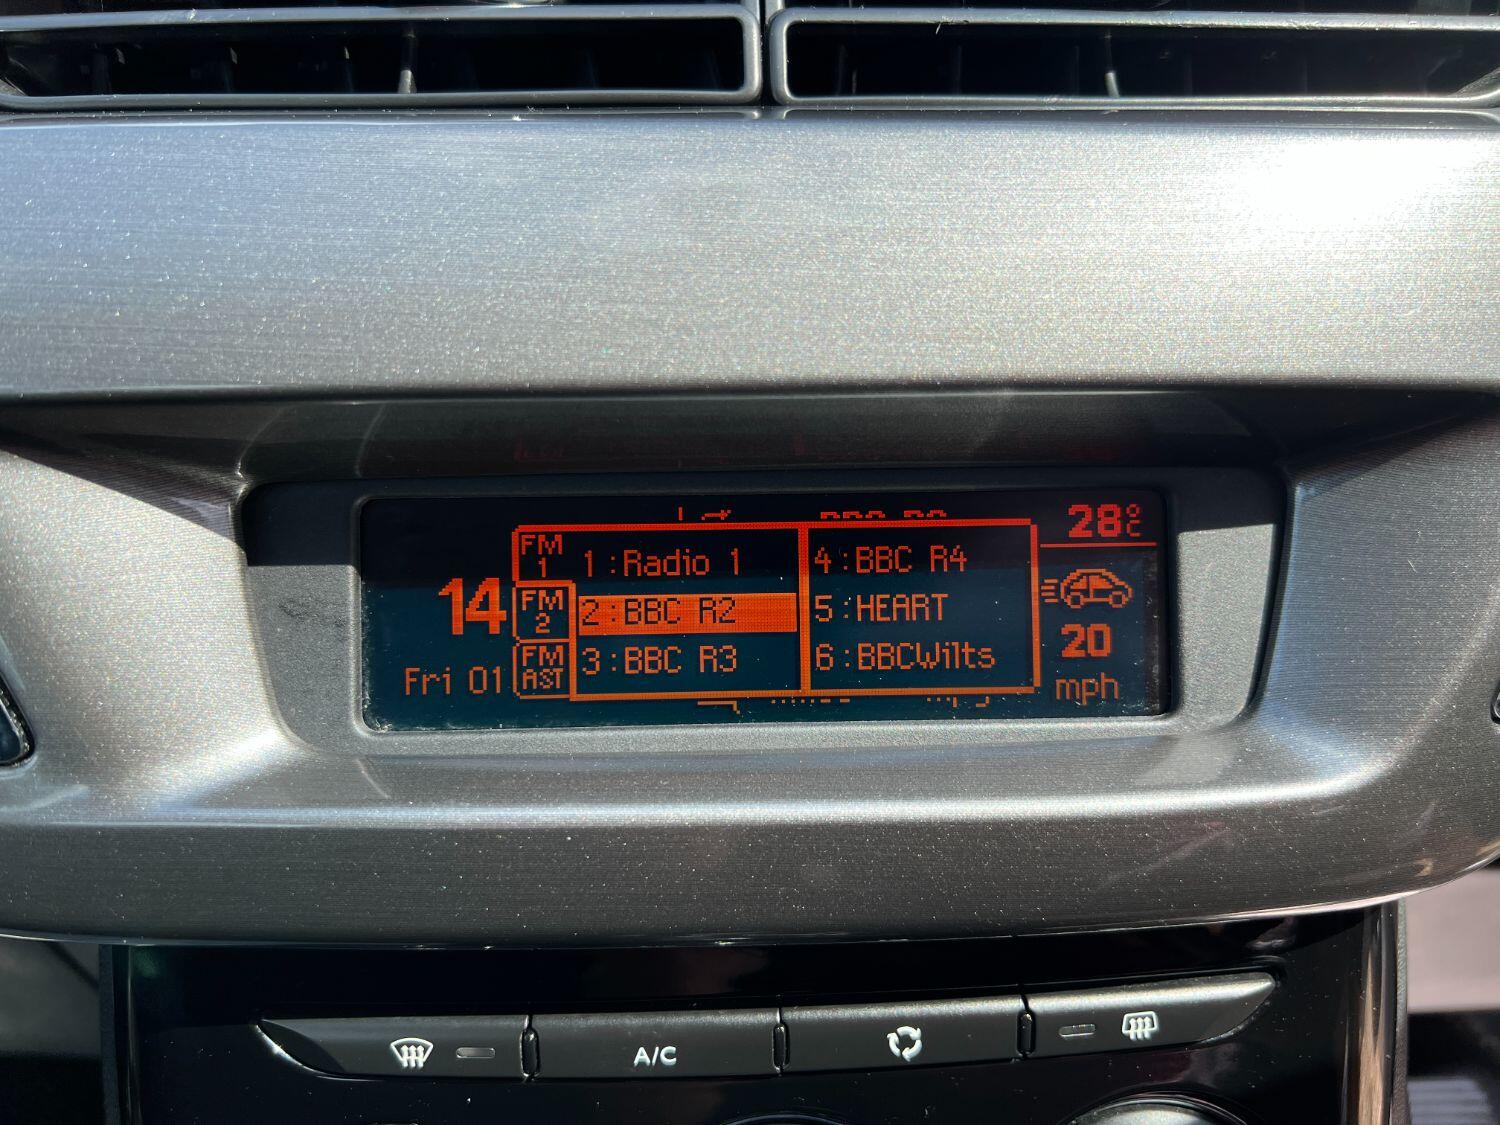 28°C
FM 1
1:Radio 1
4:BBC R4
14
FM 2
2:BBC R2
5:HEART
20
Fri 01
FM AST
3:BBC R3
6:BBCWilts
mph
A/C